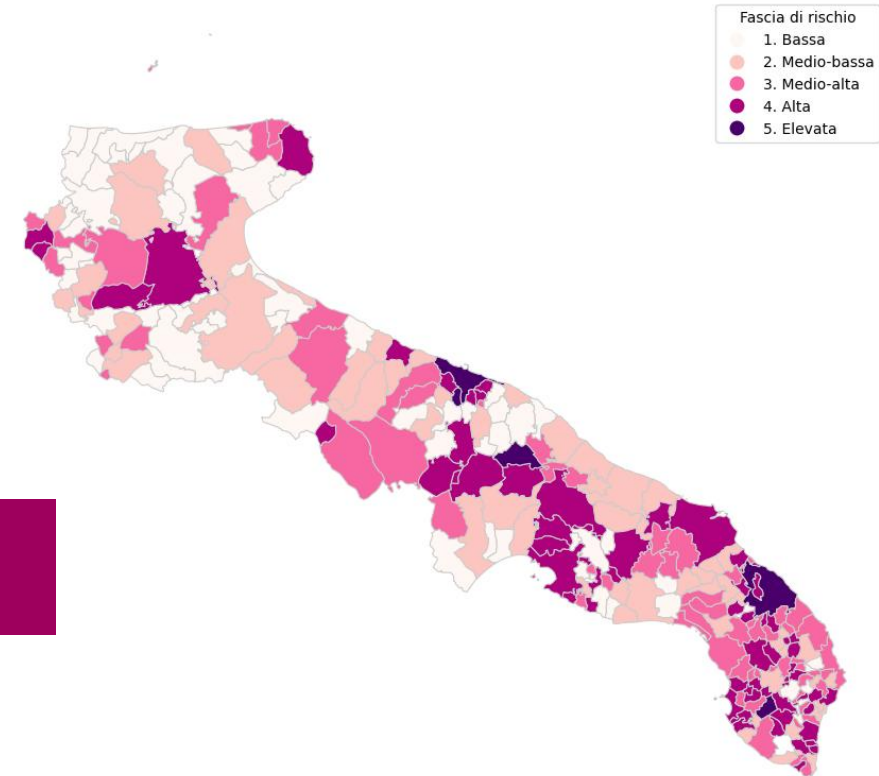 Fascia di rischio
1. Bassa
2. Medio-bassa
3. Medio-alta
4. Alta
5. Elevata